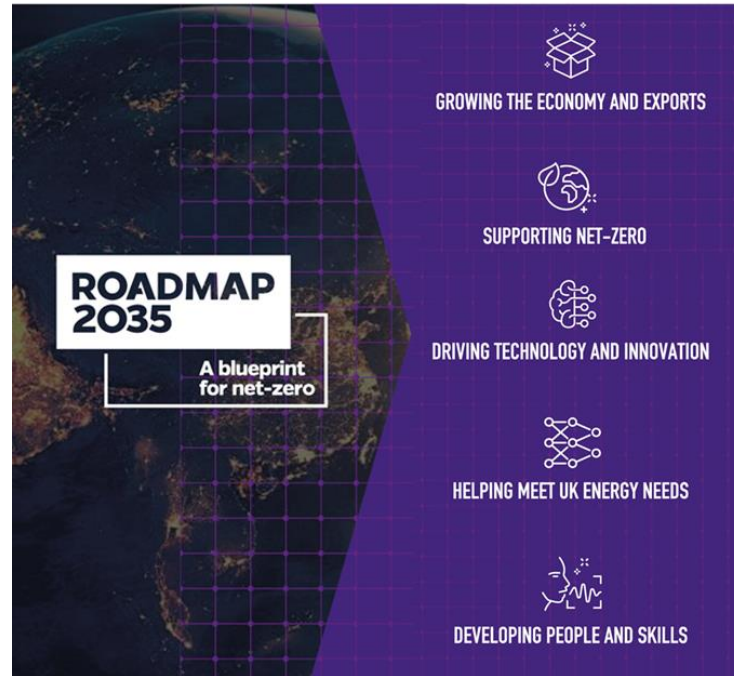 ROADMAP
2035
A blueprint
for net-zero
GROWING THE ECONOMY AND EXPORTS
SUPPORTING NET-ZERO
DRIVING TECHNOLOGY AND INNOVATION
HELPING MEET UK ENERGY NEEDS
DEVELOPING PEOPLE AND SKILLS